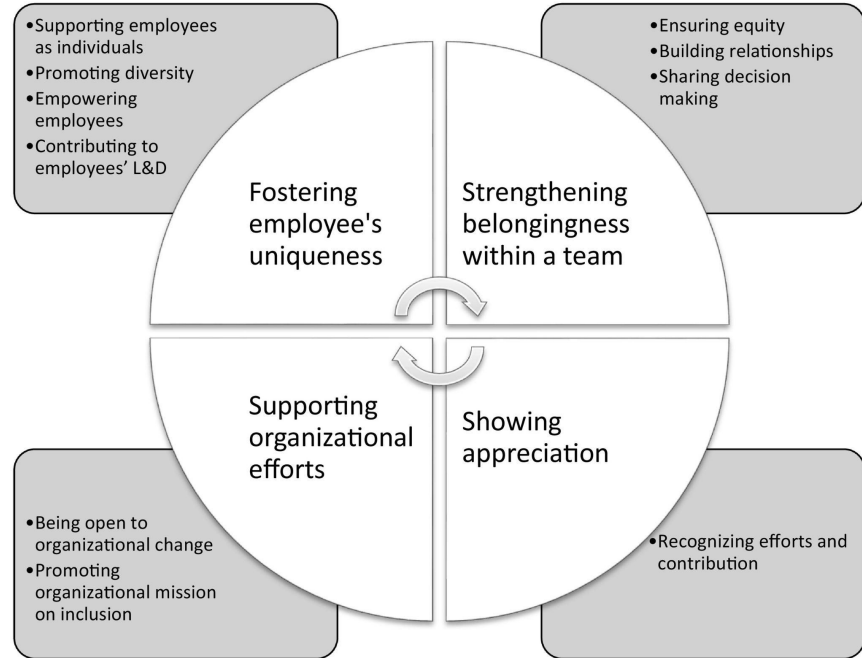 •Supporting employees
as individuals
•Promoting diversity
•Empowering
employees
•Contributing to
employees’ L&D
•Ensuring equity
•Building relationships
•Sharing decision
making
Fostering
employee's
uniqueness
Strengthening
belongingness
within a team
Supporting
organizational
efforts
Showing
appreciation
•Being open to
organizational change
•Promoting
organizational mission
on inclusion
•Recognizing efforts and
contribution